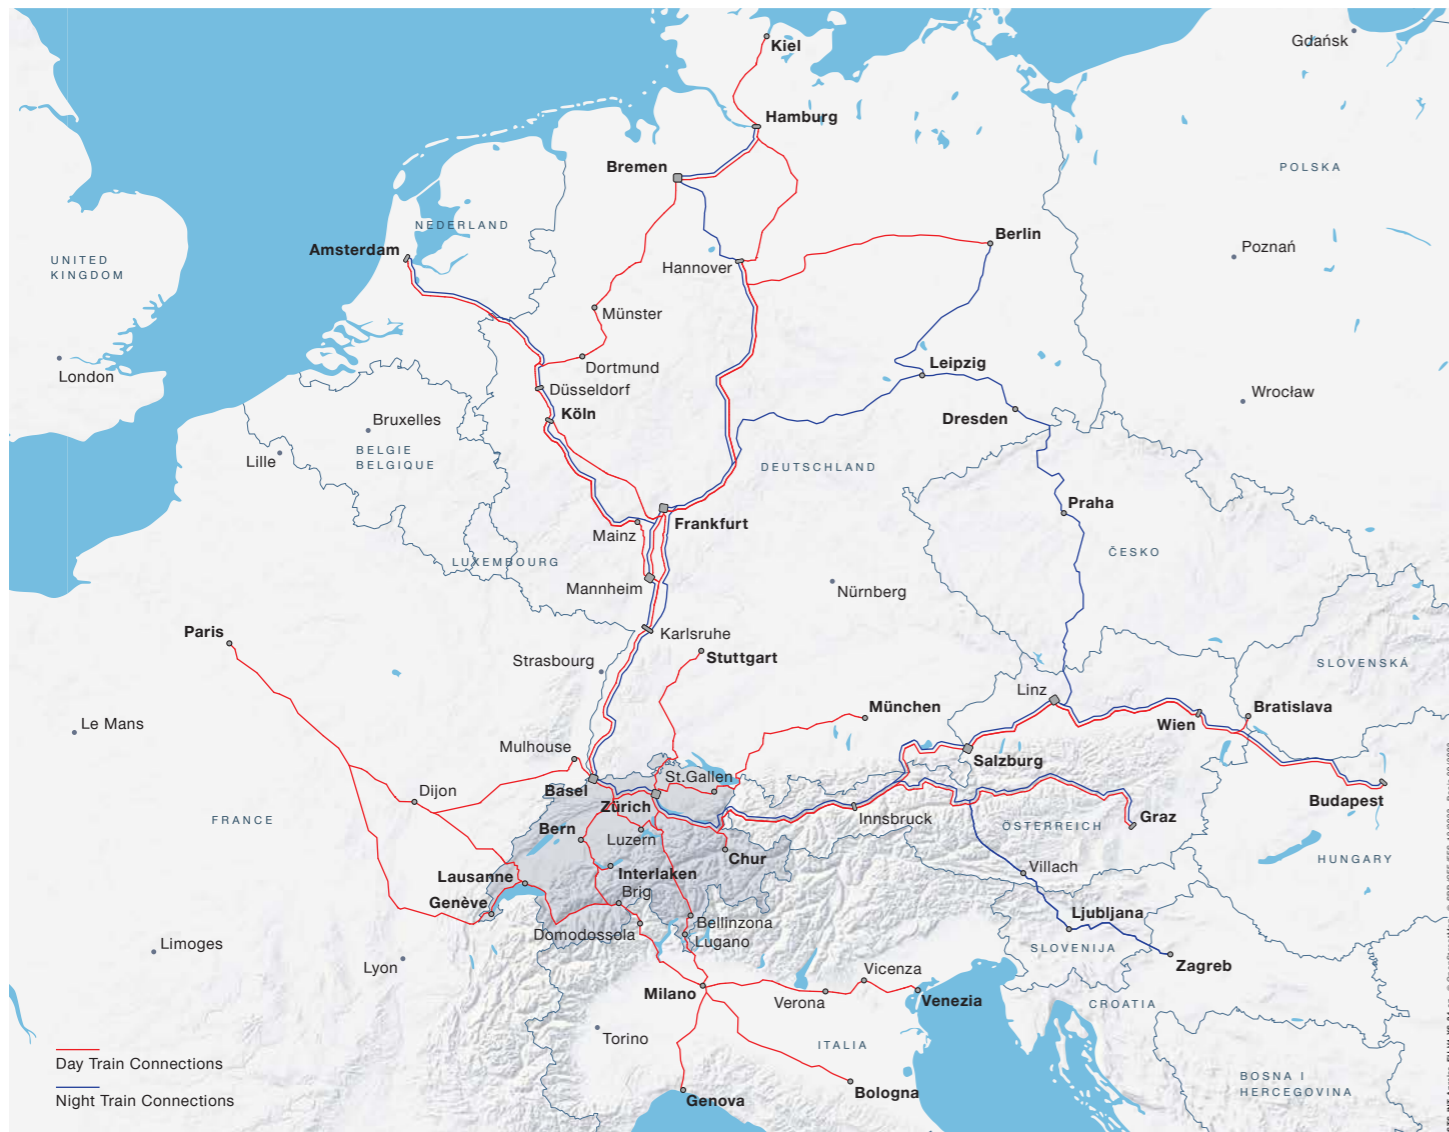 Kiel
Gdańsk
Hamburg
Bremen
POLSKA
NEDERLAND
Amsterdam
Berlin
Poznań
UNITED
KINGDOM
Hannover
Münster
London
Dortmund
Leipzig
Düsseldorf
Wrocław
Köln
Dresden
Bruxelles
BELGIE
BELGIQUE
Lille
DEUTSCHLAND
Praha
Frankfurt
Mainz
ČESKO
LUXEMBOURG
Mannheim
Nürnberg
Paris
Karlsruhe
Strasbourg
Stuttgart
SLOVENSKÁ
Linz
München
Bratislava
Le Mans
Wien
Mulhouse
Salzburg
St.Gallen
Basel
Dijon
Zürich
Budapest
FRANCE
Innsbruck
Graz
ÖSTERREICH
Bern
Luzern
Chur
HUNGARY
Villach
Lausanne
Interlaken
Brig
Genève
Ljubljana
Bellinzona
Domodossola
Lugano
Limoges
SLOVENIJA
Lyon
Zagreb
Vicenza
Milano
Verona
Venezia
CROATIA
Torino
ITALIA
Day Train Connections
BOSNA I
HERCEGOVINA
Bologna
Night Train Connections
Genova